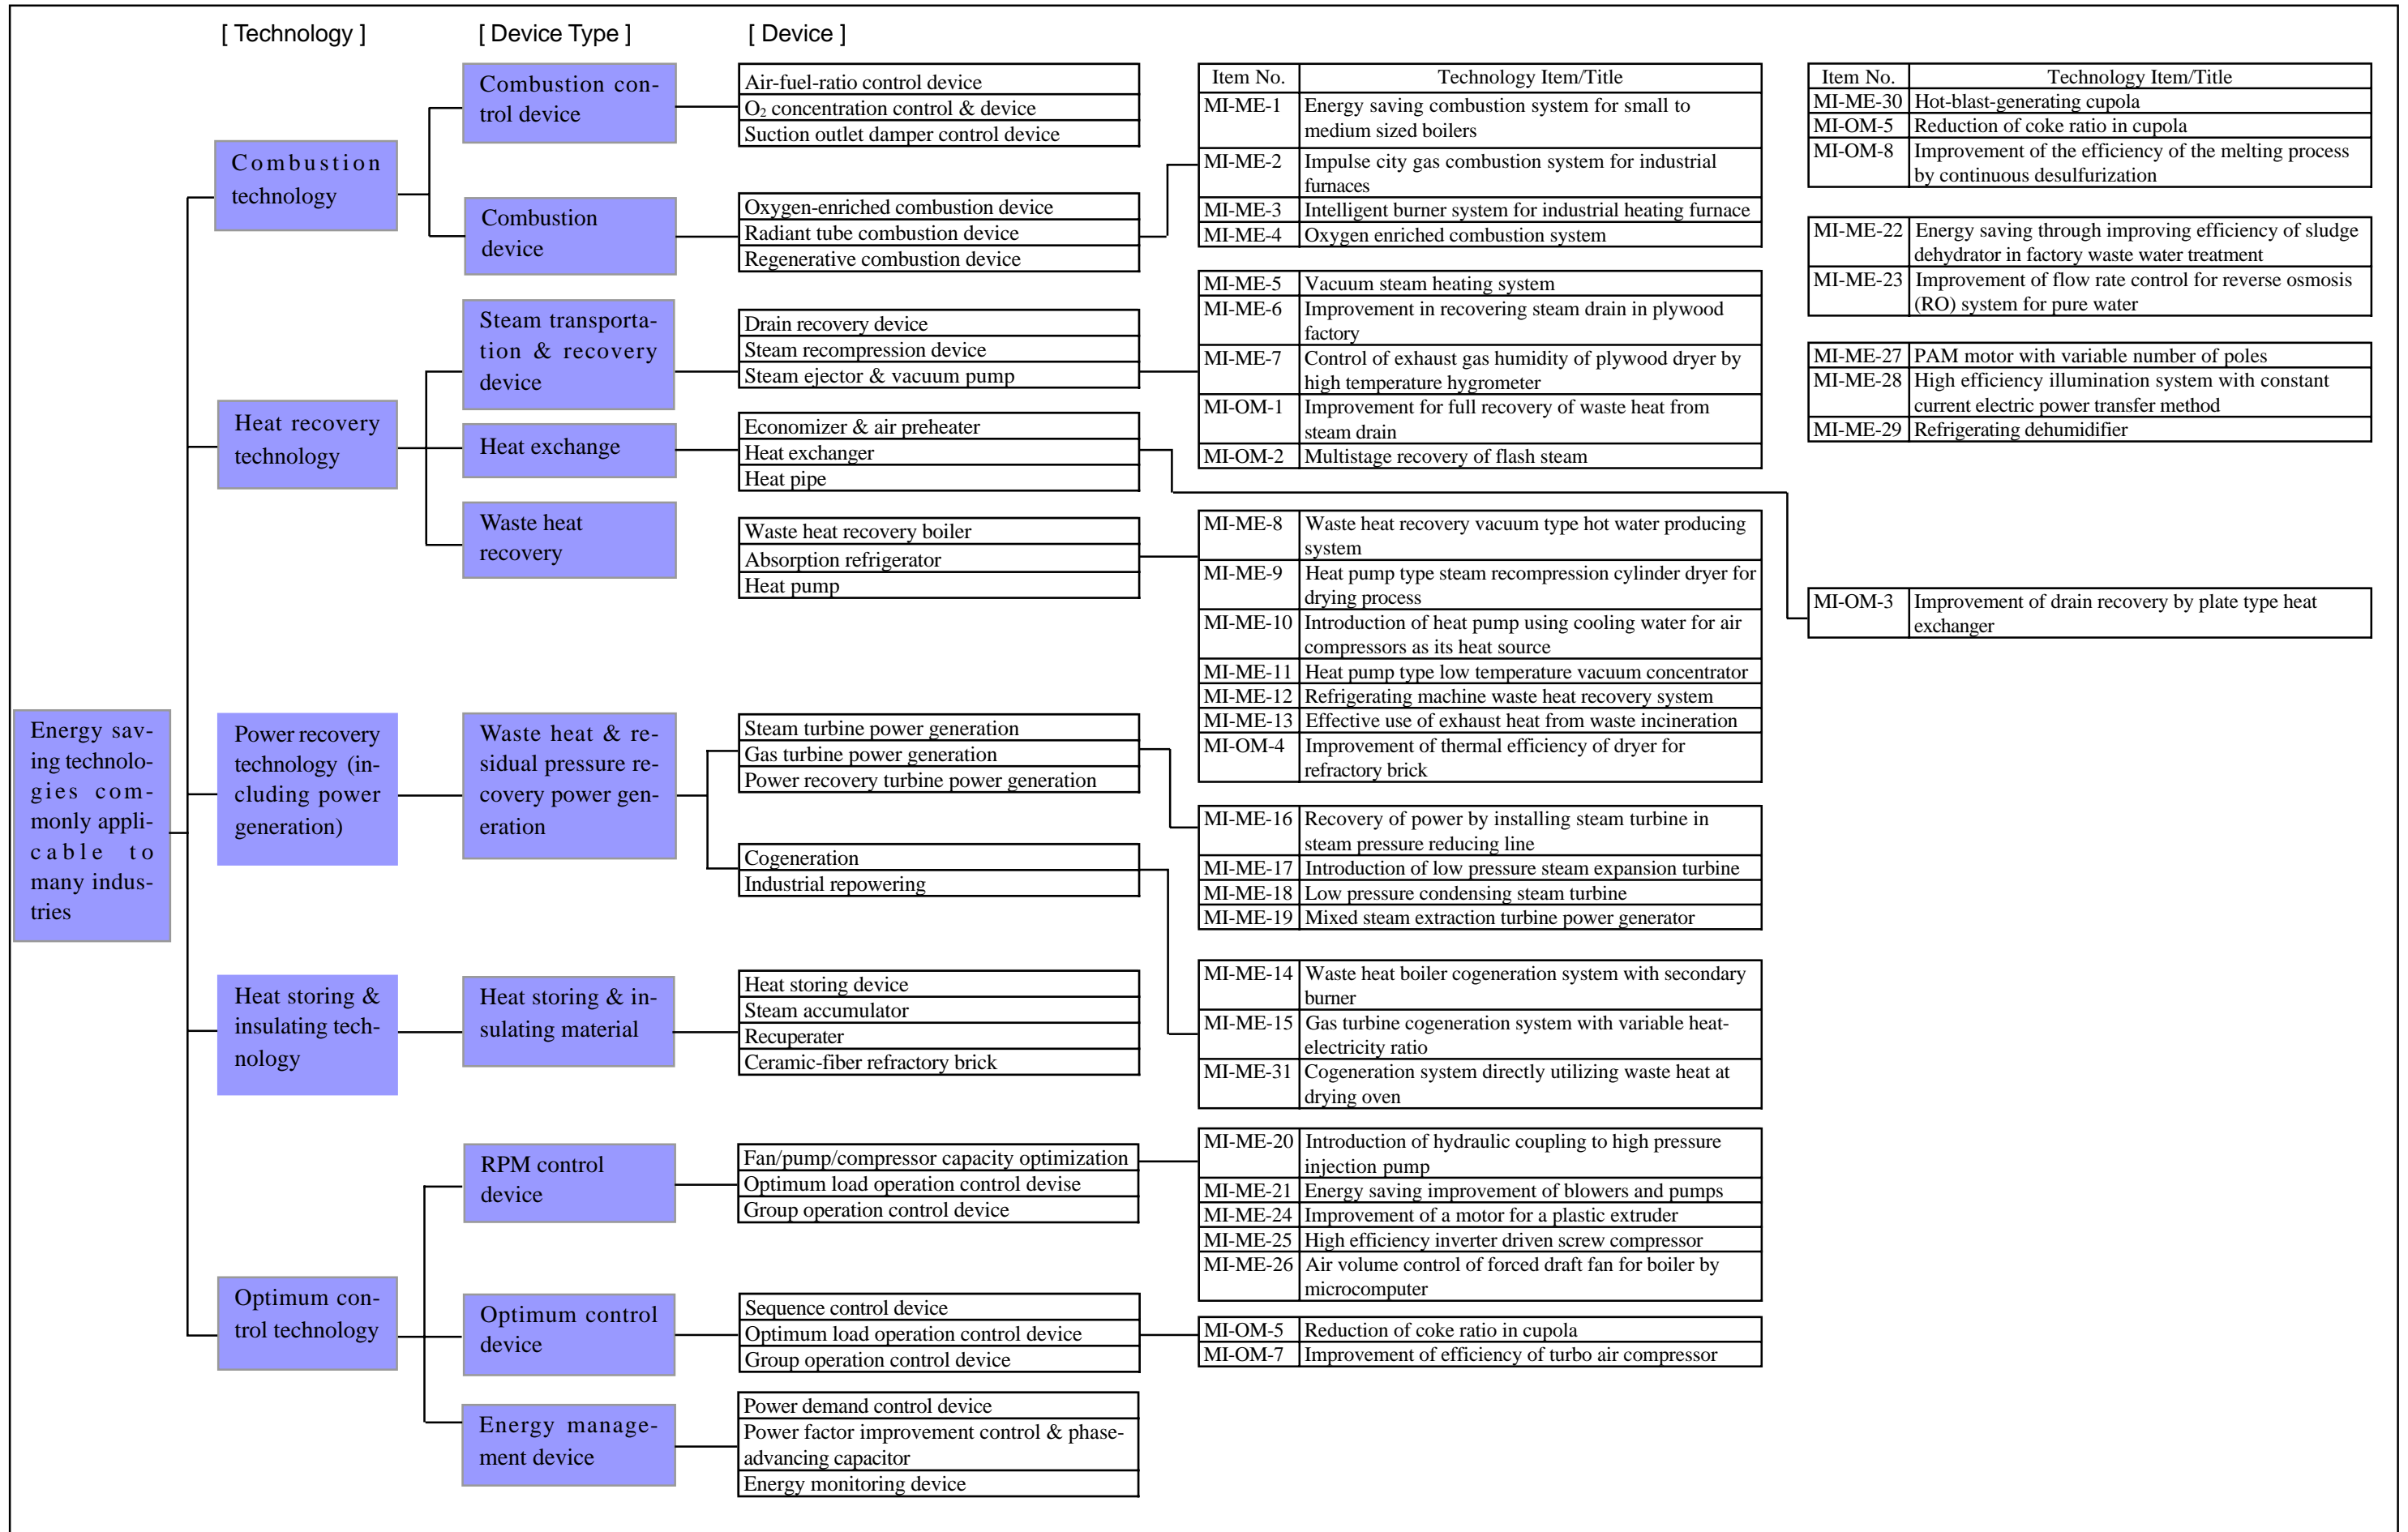 [ Technology ]
[ Device Type ]
[ Device ]
Energy sav-
ing technolo-
gies com-
monly appli-
cable to
many indus-
tries
Combustion
technology
Heat recovery
technology
Power recovery
technology (in-
cluding power
generation)
Heat storing &
insulating tech-
nology
Optimum con-
trol technology
Combustion con-
trol device
Combustion
device
Steam transporta-
tion & recovery
device
Heat exchange
Waste heat
recovery
Waste heat & re-
sidual pressure re-
covery power gen-
eration
Heat storing & in-
sulating material
RPM control
device
Optimum control
device
Energy manage-
ment device
Air-fuel-ratio control device
O₂ concentration control & device
Suction outlet damper control device
Oxygen-enriched combustion device
Radiant tube combustion device
Regenerative combustion device
Drain recovery device
Steam recompression device
Steam ejector & vacuum pump
Economizer & air preheater
Heat exchanger
Heat pipe
Waste heat recovery boiler
Absorption refrigerator
Heat pump
Steam turbine power generation
Gas turbine power generation
Power recovery turbine power generation
Cogeneration
Industrial repowering
Heat storing device
Steam accumulator
Recuperater
Ceramic-fiber refractory brick
Fan/pump/compressor capacity optimization
Optimum load operation control devise
Group operation control device
Sequence control device
Optimum load operation control device
Group operation control device
Power demand control device
Power factor improvement control & phase-
advancing capacitor
Energy monitoring device
Item No. Technology Item/Title
MI-ME-1 Energy saving combustion system for small to
medium sized boilers
MI-ME-2 Impulse city gas combustion system for industrial
furnaces
MI-ME-3 Intelligent burner system for industrial heating furnace
MI-ME-4 Oxygen enriched combustion system
MI-ME-5 Vacuum steam heating system
MI-ME-6 Improvement in recovering steam drain in plywood
factory
MI-ME-7 Control of exhaust gas humidity of plywood dryer by
high temperature hygrometer
MI-OM-1 Improvement for full recovery of waste heat from
steam drain
MI-OM-2 Multistage recovery of flash steam
MI-ME-8 Waste heat recovery vacuum type hot water producing
system
MI-ME-9 Heat pump type steam recompression cylinder dryer for
drying process
MI-ME-10 Introduction of heat pump using cooling water for air
compressors as its heat source
MI-ME-11 Heat pump type low temperature vacuum concentrator
MI-ME-12 Refrigerating machine waste heat recovery system
MI-ME-13 Effective use of exhaust heat from waste incineration
MI-OM-4 Improvement of thermal efficiency of dryer for
refractory brick
MI-ME-16 Recovery of power by installing steam turbine in
steam pressure reducing line
MI-ME-17 Introduction of low pressure steam expansion turbine
MI-ME-18 Low pressure condensing steam turbine
MI-ME-19 Mixed steam extraction turbine power generator
MI-ME-14 Waste heat boiler cogeneration system with secondary
burner
MI-ME-15 Gas turbine cogeneration system with variable heat-
electricity ratio
MI-ME-31 Cogeneration system directly utilizing waste heat at
drying oven
MI-ME-20 Introduction of hydraulic coupling to high pressure
injection pump
MI-ME-21 Energy saving improvement of blowers and pumps
MI-ME-24 Improvement of a motor for a plastic extruder
MI-ME-25 High efficiency inverter driven screw compressor
MI-ME-26 Air volume control of forced draft fan for boiler by
microcomputer
MI-OM-5 Reduction of coke ratio in cupola
MI-OM-7 Improvement of efficiency of turbo air compressor
Item No. Technology Item/Title
MI-ME-30 Hot-blast-generating cupola
MI-OM-5 Reduction of coke ratio in cupola
MI-OM-8 Improvement of the efficiency of the melting process
by continuous desulfurization
MI-ME-22 Energy saving through improving efficiency of sludge
dehydrator in factory waste water treatment
MI-ME-23 Improvement of flow rate control for reverse osmosis
(RO) system for pure water
MI-ME-27 PAM motor with variable number of poles
MI-ME-28 High efficiency illumination system with constant
current electric power transfer method
MI-ME-29 Refrigerating dehumidifier
MI-OM-3 Improvement of drain recovery by plate type heat
exchanger